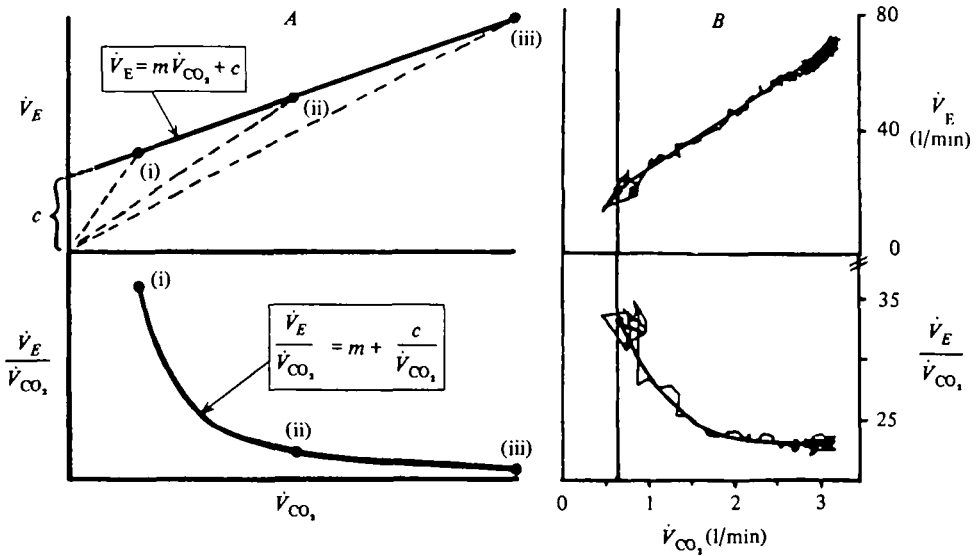 A
V̇E
V̇E = mV̇CO₂ + c
(i)
(ii)
(iii)
c
V̇E
V̇CO₂
(i)
V̇E
V̇CO₂
= m +
c
V̇CO₂
(ii)
(iii)
V̇CO₂
B
80
V̇E
40
(l/min)
0
35
V̇E
V̇CO₂
25
0
1
2
3
V̇CO₂ (l/min)